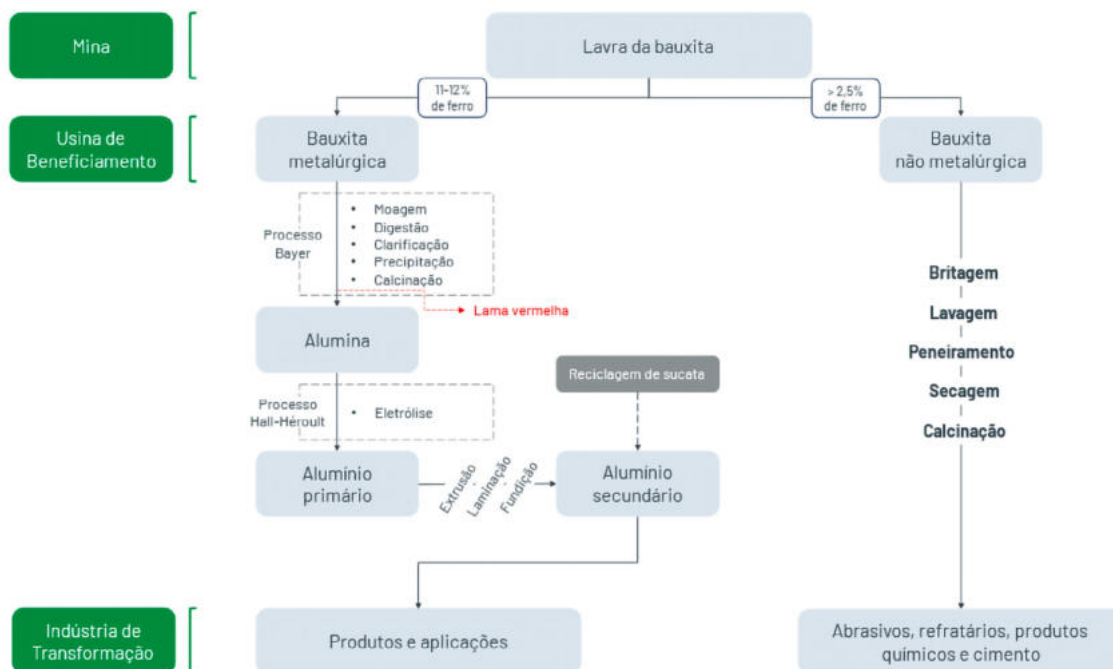 Mina
Lavra da bauxita
11-12%
de ferro
> 2,5%
de ferro
Usina de
Beneficiamento
Bauxita
metalúrgica
Bauxita
não metalúrgica
Processo
Bayer
• Moagem
• Digestão
• Clarificação
• Precipitação
• Calcinação
Lama vermelha
Britagem
Lavagem
Peneiramento
Secagem
Calcinação
Alumina
Reciclagem de sucata
Processo
Hall-Héroult
• Eletrólise
Alumínio
primário
Extrusão
Laminação
Fundição
Alumínio
secundário
Indústria de
Transformação
Produtos e aplicações
Abrasivos, refratários, produtos
químicos e cimento